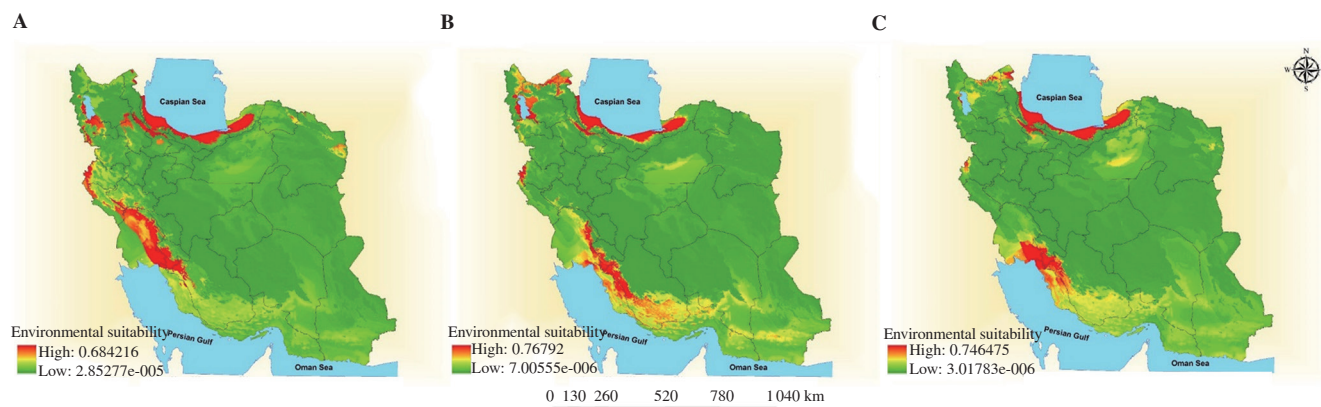 A
B
C
N
W
E
S
Caspian Sea
Caspian Sea
Caspian Sea
Environmental suitability
High: 0.684216
Low: 2.85277e-005
Persian Gulf
Oman Sea
Environmental suitability
High: 0.76792
Low: 7.00555e-006
Persian Gulf
Oman Sea
Environmental suitability
High: 0.746475
Low: 3.01783e-006
Persian Gulf
Oman Sea
0 130 260 520 780 1 040 km